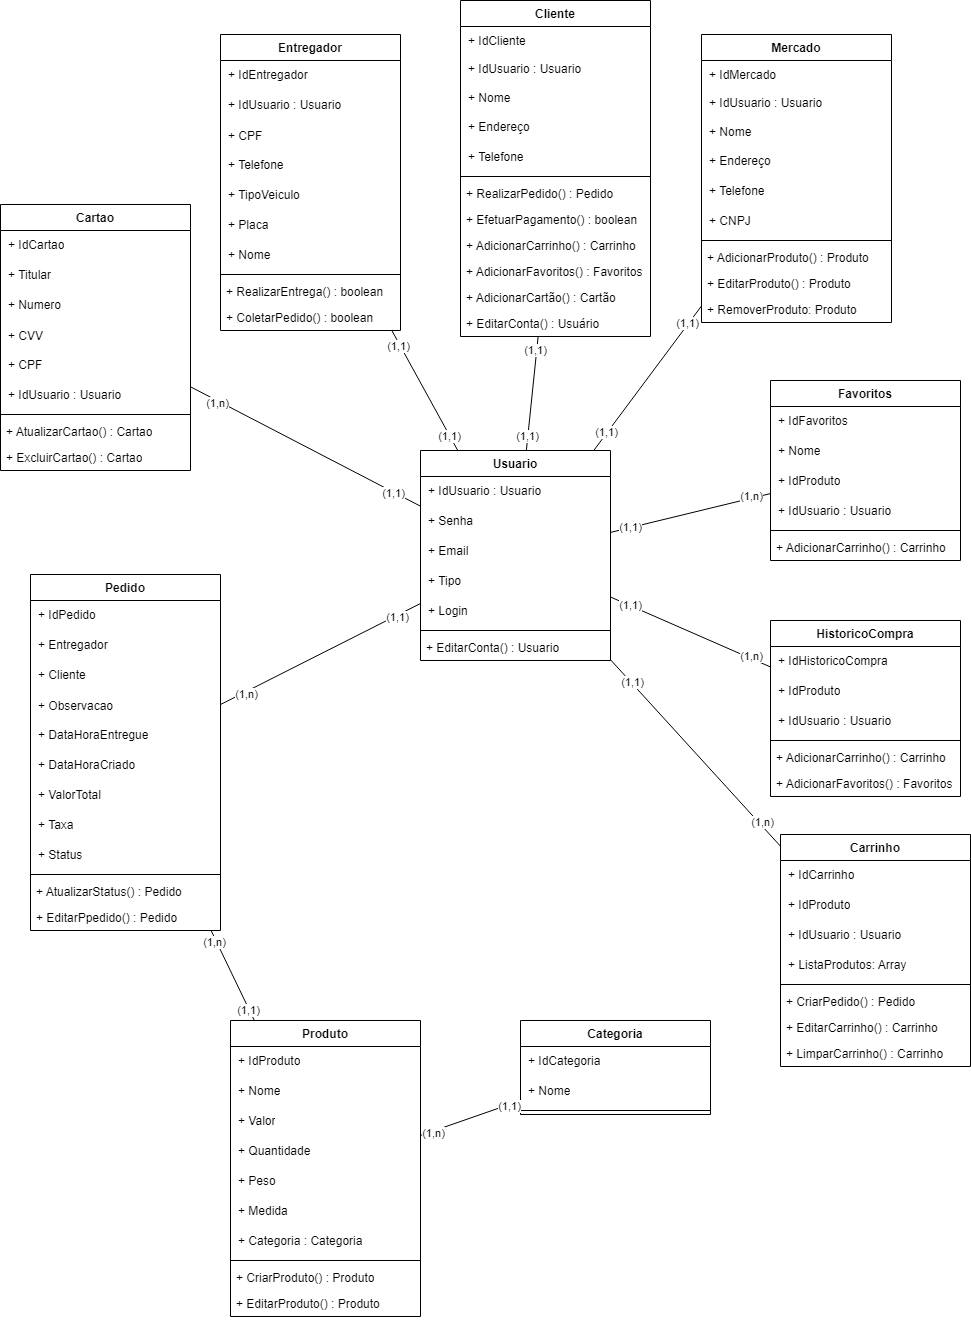 Cliente
+ IdCliente
+ IdUsuario : Usuario
+ Nome
+ Endereço
+ Telefone
+ RealizarPedido() : Pedido
+ EfetuarPagamento() : boolean
+ AdicionarCarrinho() : Carrinho
+ AdicionarFavoritos() : Favoritos
+ AdicionarCartão() : Cartão
+ EditarConta() : Usuário
(1,1)
(1,1)
Entregador
+ IdEntregador
+ IdUsuario : Usuario
+ CPF
+ Telefone
+ TipoVeiculo
+ Placa
+ Nome
+ RealizarEntrega() : boolean
+ ColetarPedido() : boolean
(1,1)
(1,1)
Mercado
+ IdMercado
+ IdUsuario : Usuario
+ Nome
+ Endereço
+ Telefone
+ CNPJ
+ AdicionarProduto() : Produto
+ EditarProduto() : Produto
+ RemoverProduto: Produto
(1,1)
(1,1)
Cartao
+ IdCartao
+ Titular
+ Numero
+ CVV
+ CPF
+ IdUsuario : Usuario
+ AtualizarCartao() : Cartao
+ ExcluirCartao() : Cartao
(1,n)
(1,1)
Favoritos
+ IdFavoritos
+ Nome
+ IdProduto
+ IdUsuario : Usuario
+ AdicionarCarrinho() : Carrinho
(1,n)
(1,1)
Usuario
+ IdUsuario : Usuario
+ Senha
+ Email
+ Tipo
+ Login
+ EditarConta() : Usuario
Pedido
+ IdPedido
+ Entregador
+ Cliente
+ Observacao
+ DataHoraEntregue
+ DataHoraCriado
+ ValorTotal
+ Taxa
+ Status
+ AtualizarStatus() : Pedido
+ EditarPpedido() : Pedido
(1,1)
(1,n)
(1,n)
(1,1)
HistoricoCompra
+ IdHistoricoCompra
+ IdProduto
+ IdUsuario : Usuario
+ AdicionarCarrinho() : Carrinho
+ AdicionarFavoritos() : Favoritos
(1,1)
(1,n)
(1,1)
(1,n)
Carrinho
+ IdCarrinho
+ IdProduto
+ IdUsuario : Usuario
+ ListaProdutos: Array
+ CriarPedido() : Pedido
+ EditarCarrinho() : Carrinho
+ LimparCarrinho() : Carrinho
Produto
+ IdProduto
+ Nome
+ Valor
+ Quantidade
+ Peso
+ Medida
+ Categoria : Categoria
+ CriarProduto() : Produto
+ EditarProduto() : Produto
(1,n)
(1,1)
Categoria
+ IdCategoria
+ Nome